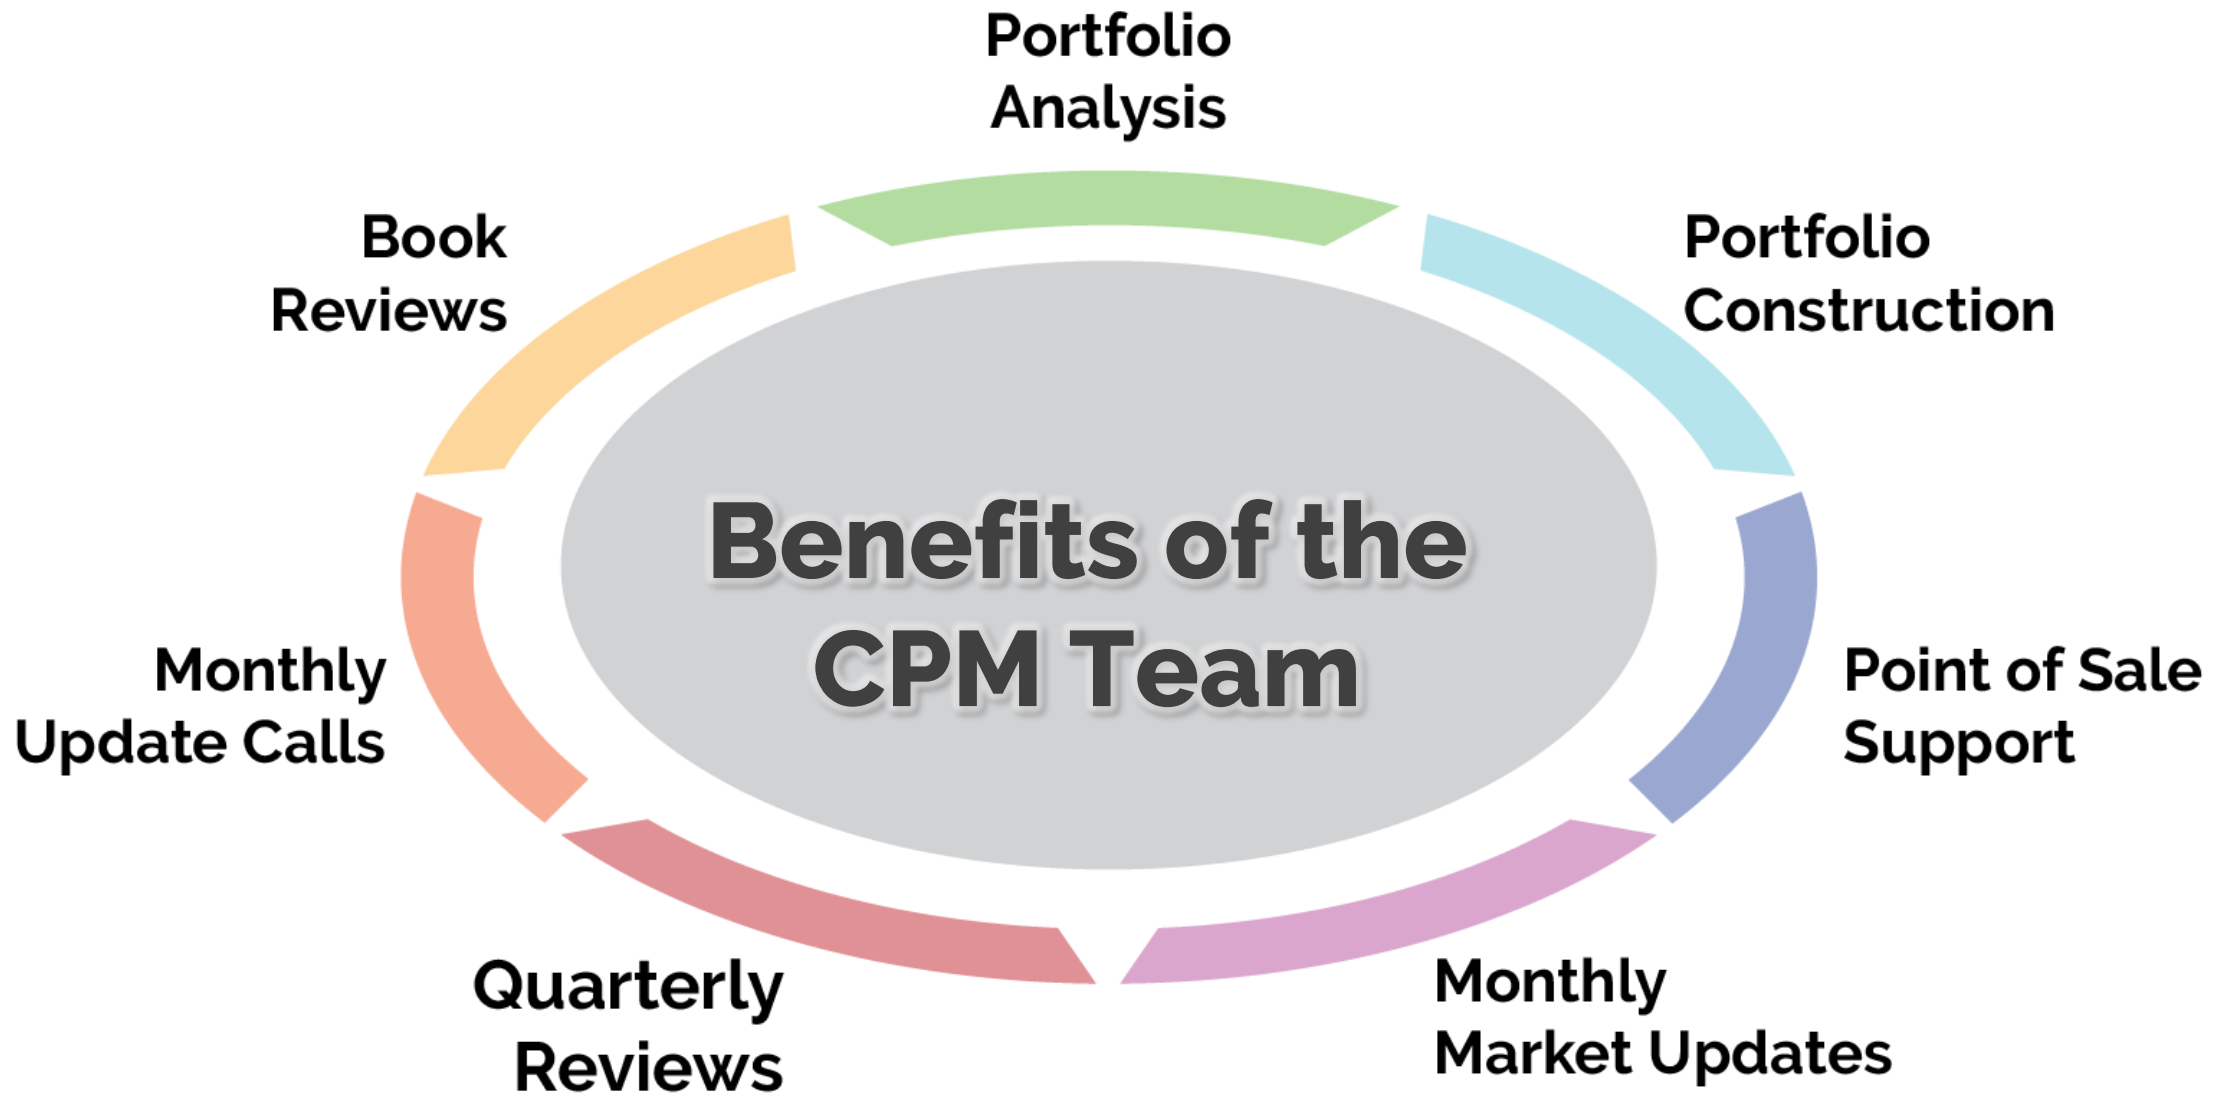 Portfolio
Analysis
Book
Reviews
Portfolio
Construction
Benefits of the
CPM Team
Monthly
Update Calls
Point of Sale
Support
Quarterly
Reviews
Monthly
Market Updates